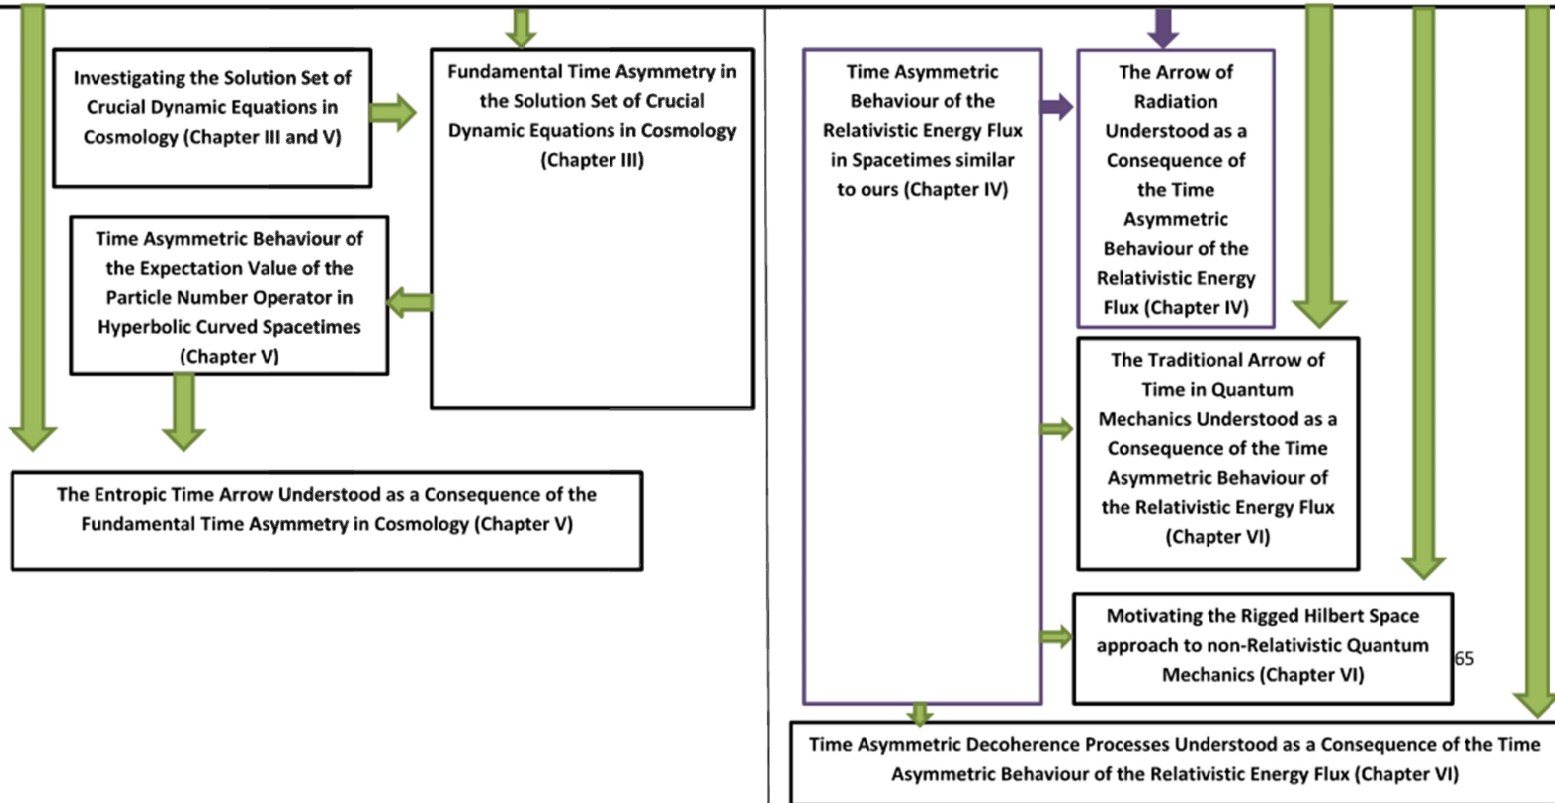 Investigating the Solution Set of
Crucial Dynamic Equations in
Cosmology (Chapter III and V)
Fundamental Time Asymmetry in
the Solution Set of Crucial
Dynamic Equations in Cosmology
(Chapter III)
Time Asymmetric Behaviour of
the Expectation Value of the
Particle Number Operator in
Hyperbolic Curved Spacetimes
(Chapter V)
The Entropic Time Arrow Understood as a Consequence of the
Fundamental Time Asymmetry in Cosmology (Chapter V)
Time Asymmetric
Behaviour of the
Relativistic Energy Flux
in Spacetimes similar
to ours (Chapter IV)
The Arrow of
Radiation
Understood as a
Consequence of
the Time
Asymmetric
Behaviour of the
Relativistic Energy
Flux (Chapter IV)
The Traditional Arrow of
Time in Quantum
Mechanics Understood as a
Consequence of the Time
Asymmetric Behaviour of
the Relativistic Energy Flux
(Chapter VI)
Motivating the Rigged Hilbert Space
approach to non-Relativistic Quantum
Mechanics (Chapter VI)
65
Time Asymmetric Decoherence Processes Understood as a Consequence of the Time
Asymmetric Behaviour of the Relativistic Energy Flux (Chapter VI)